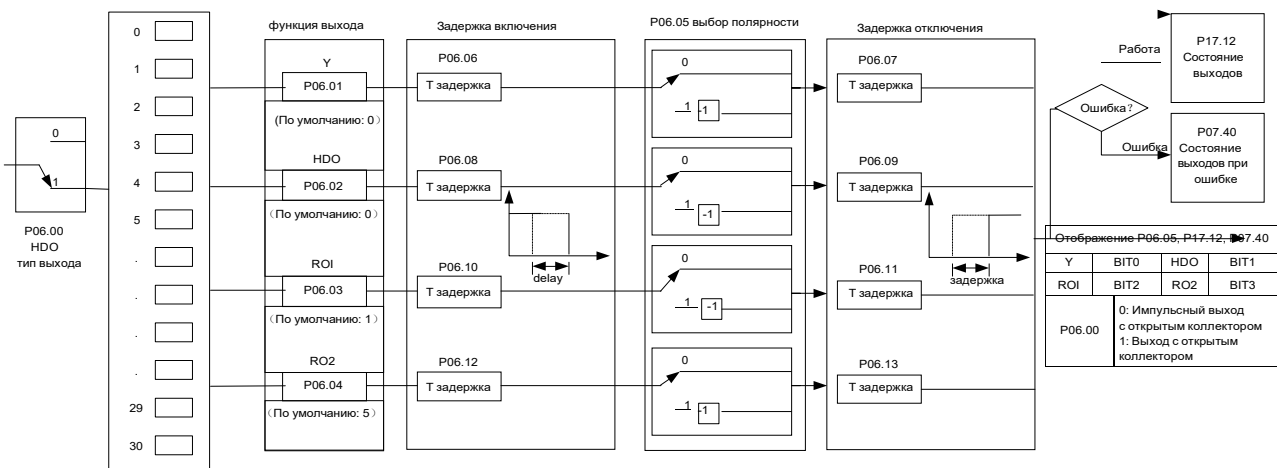 0
1
2
3
4
5
.
.
.
.
29
30
0
1
P06.00
HDO
тип выхода
функция выхода
Y
P06.01
(По умолчанию: 0)
HDO
P06.02
(По умолчанию: 0)
ROI
P06.03
(По умолчанию: 1)
RO2
P06.04
(По умолчанию: 5)
Задержка включения
P06.06
Т задержка
P06.08
Т задержка
delay
P06.10
Т задержка
P06.12
Т задержка
P06.05 выбор полярности
0
1
-1
0
1
-1
0
1
-1
0
1
-1
Задержка отключения
P06.07
Т задержка
P06.09
Т задержка
задержка
P06.11
Т задержка
P06.13
Т задержка
Работа
P17.12
Состояние
выходов
Ошибка?
Ошибка
P07.40
Состояние
выходов при
ошибке
Отображение P06.05, P17.12, P07.40
Y BIT0 HDO BIT1
ROI BIT2 RO2 BIT3
P06.00
0: Импульсный выход
с открытым коллектором
1: Выход с открытым
коллектором